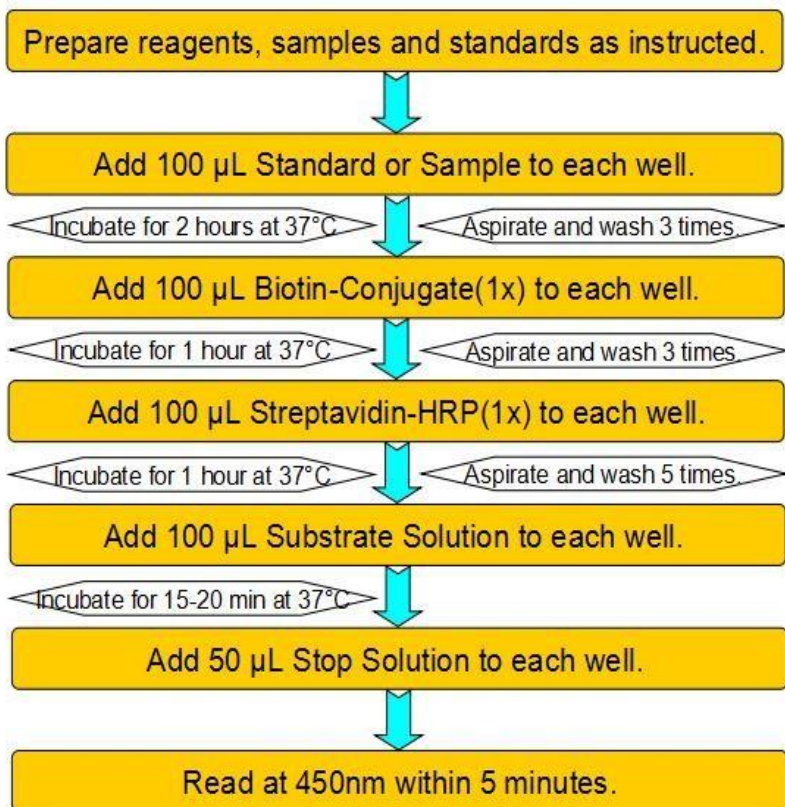 Prepare reagents, samples and standards as instructed.
Add 100 µL Standard or Sample to each well.
Incubate for 2 hours at 37°C
Aspirate and wash 3 times.
Add 100 µL Biotin-Conjugate(1x) to each well.
Incubate for 1 hour at 37°C
Aspirate and wash 3 times.
Add 100 µL Streptavidin-HRP(1x) to each well.
Incubate for 1 hour at 37°C
Aspirate and wash 5 times.
Add 100 µL Substrate Solution to each well.
Incubate for 15-20 min at 37°C
Add 50 µL Stop Solution to each well.
Read at 450nm within 5 minutes.